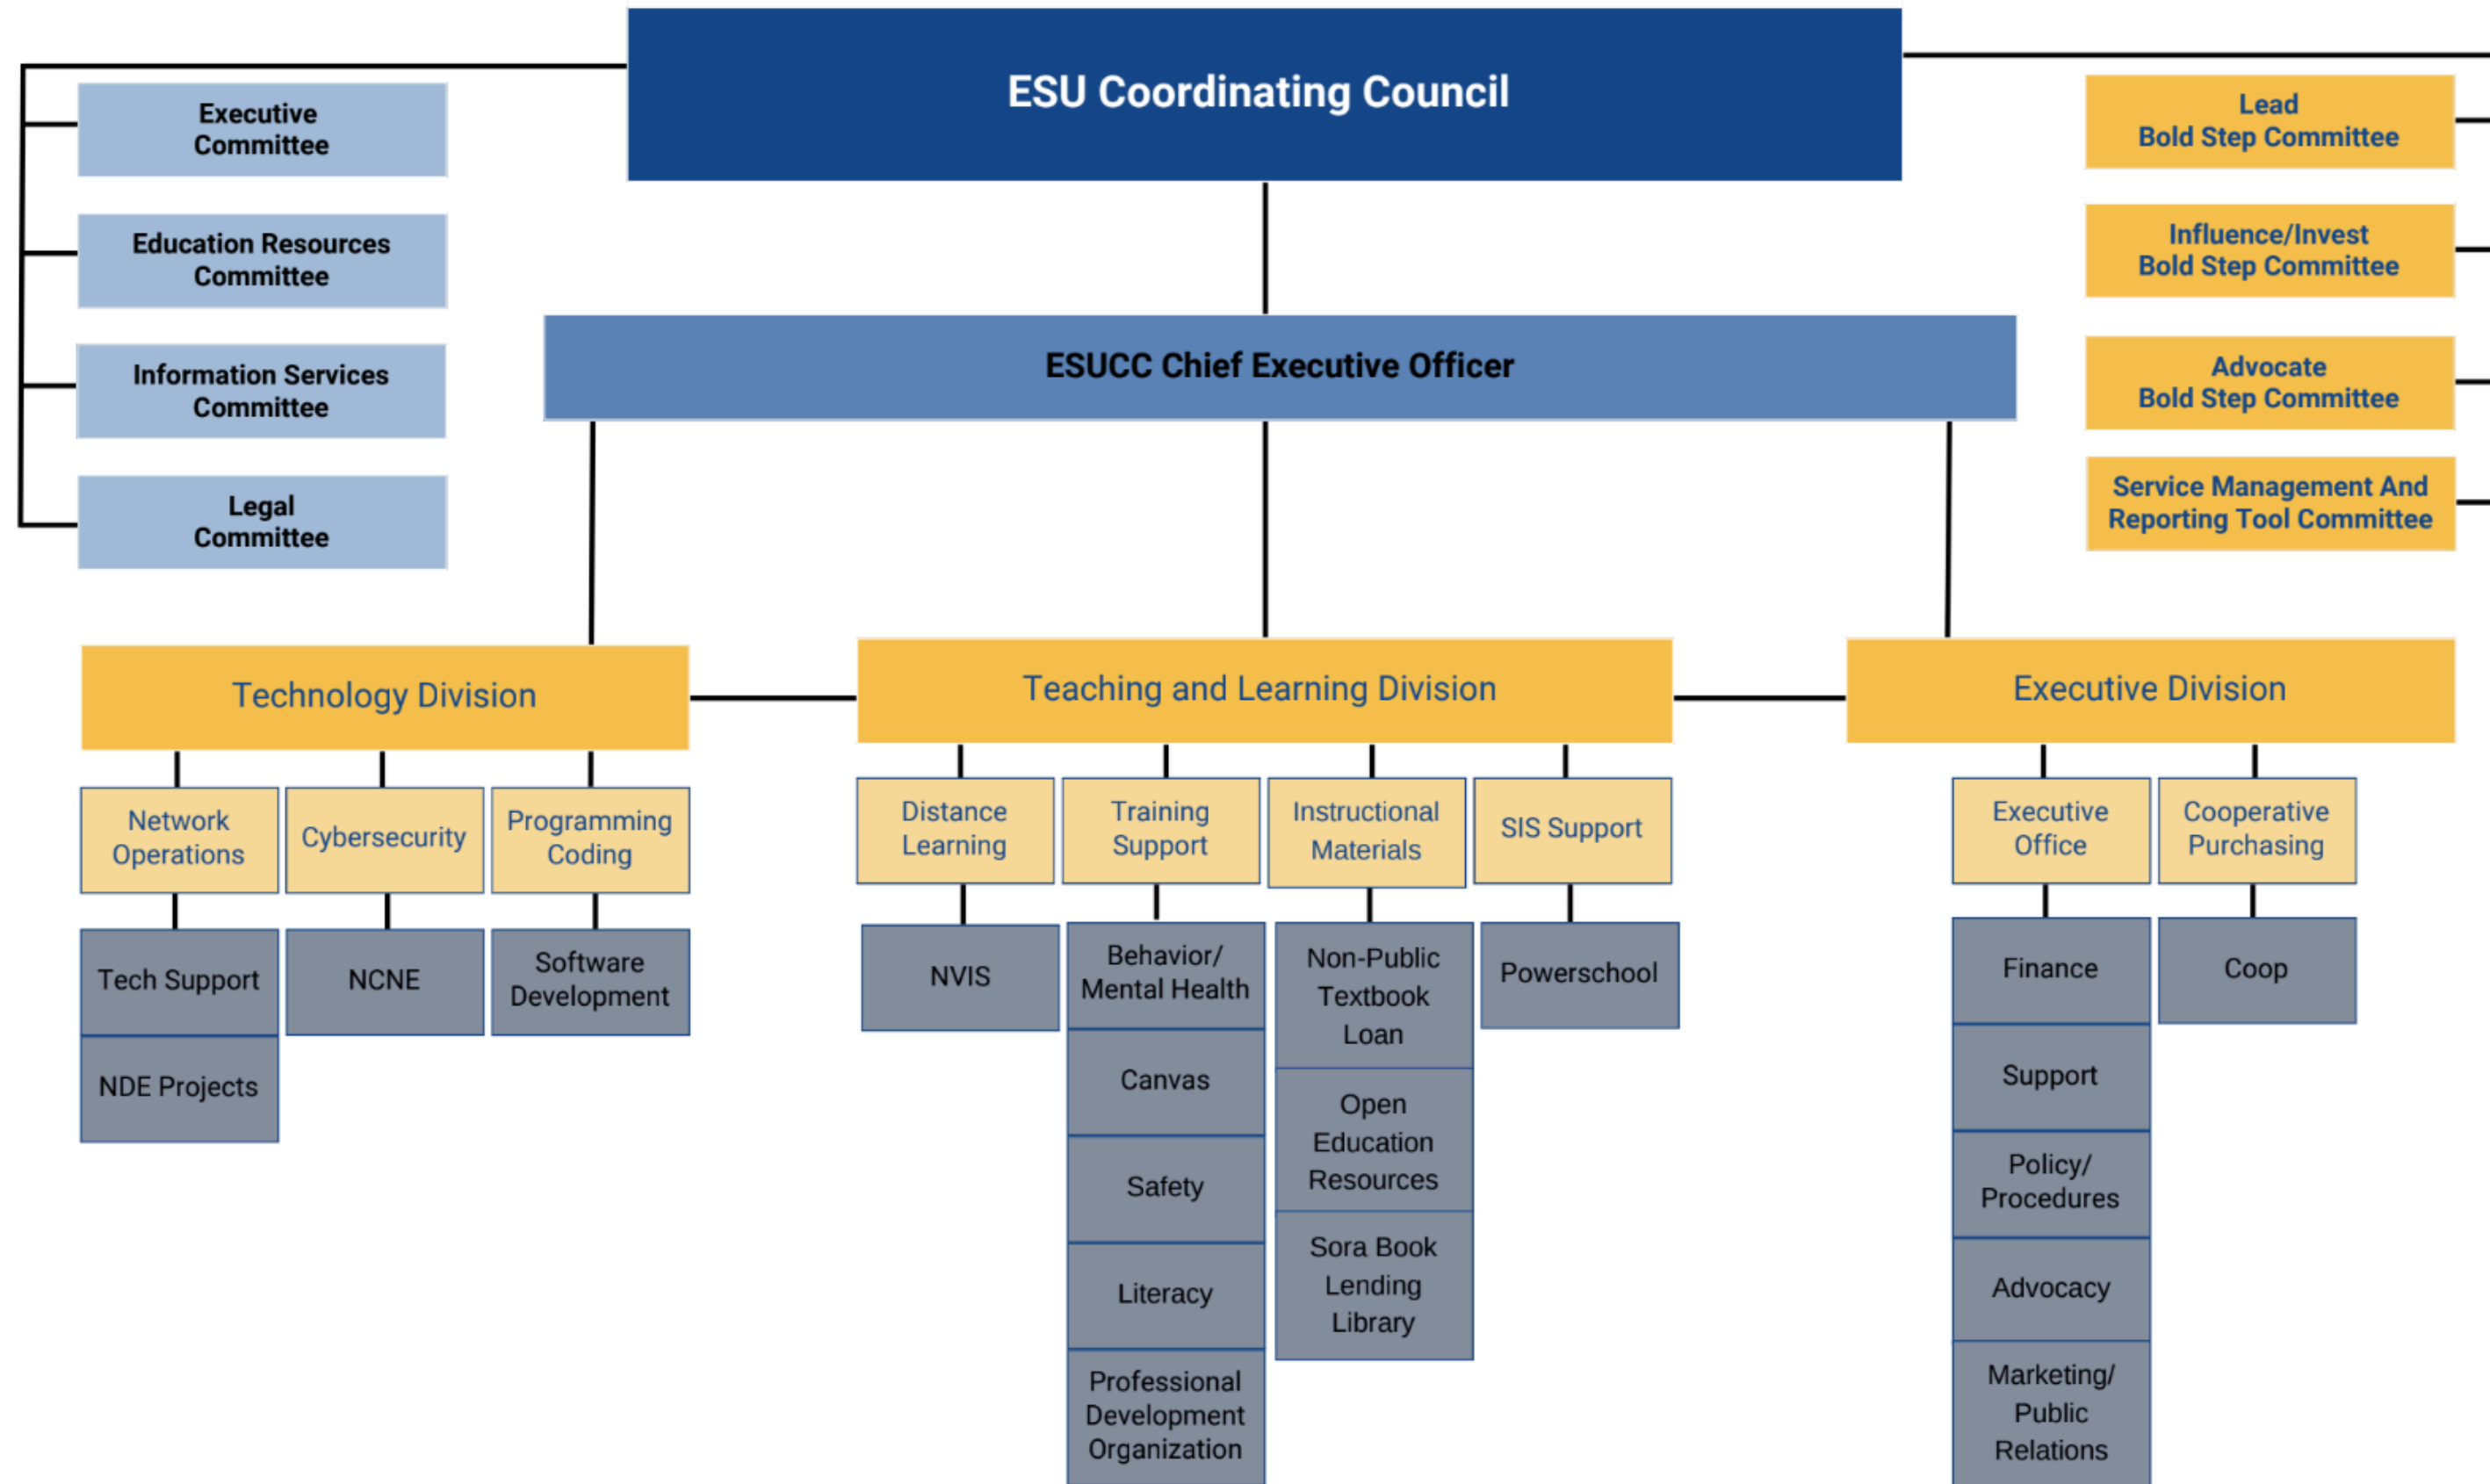 ESU Coordinating Council
Executive
Committee
Education Resources
Committee
Information Services
Committee
Legal
Committee
Lead
Bold Step Committee
Influence/Invest
Bold Step Committee
Advocate
Bold Step Committee
Service Management And
Reporting Tool Committee
ESUCC Chief Executive Officer
Technology Division
Network
Operations
Tech Support
NDE Projects
Cybersecurity
NCNE
Programming
Coding
Software
Development
Teaching and Learning Division
Distance
Learning
NVIS
Training
Support
Behavior/
Mental Health
Canvas
Safety
Literacy
Professional
Development
Organization
Instructional
Materials
Non-Public
Textbook
Loan
Open
Education
Resources
Sora Book
Lending
Library
SIS Support
Powerschool
Executive Division
Executive
Office
Finance
Support
Policy/
Procedures
Advocacy
Marketing/
Public
Relations
Cooperative
Purchasing
Coop